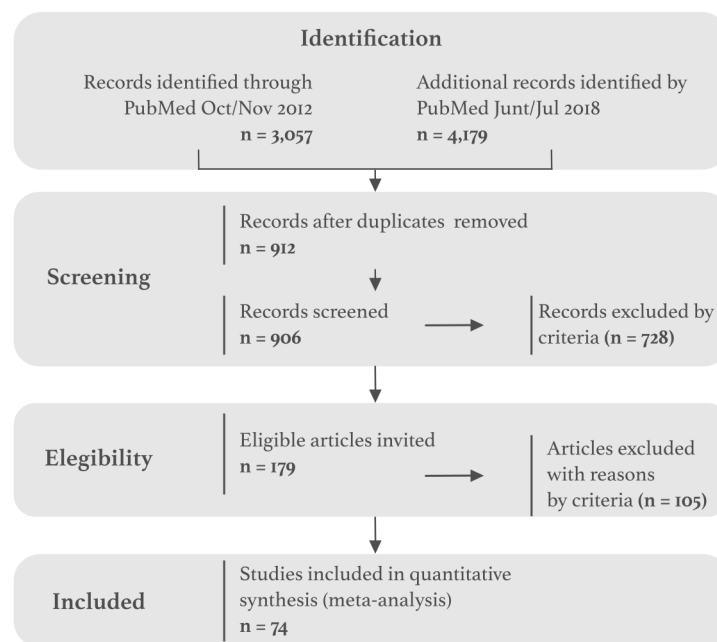 Identification
Records identified through
PubMed Oct/Nov 2012
n = 3,057
Additional records identified by
PubMed Junt/Jul 2018
n = 4,179
Screening
Records after duplicates removed
n = 912
Records screened
n = 906
Records excluded by
criteria (n = 728)
Elegibility
Eligible articles invited
n = 179
Articles excluded
with reasons
by criteria (n = 105)
Included
Studies included in quantitative
synthesis (meta-analysis)
n = 74